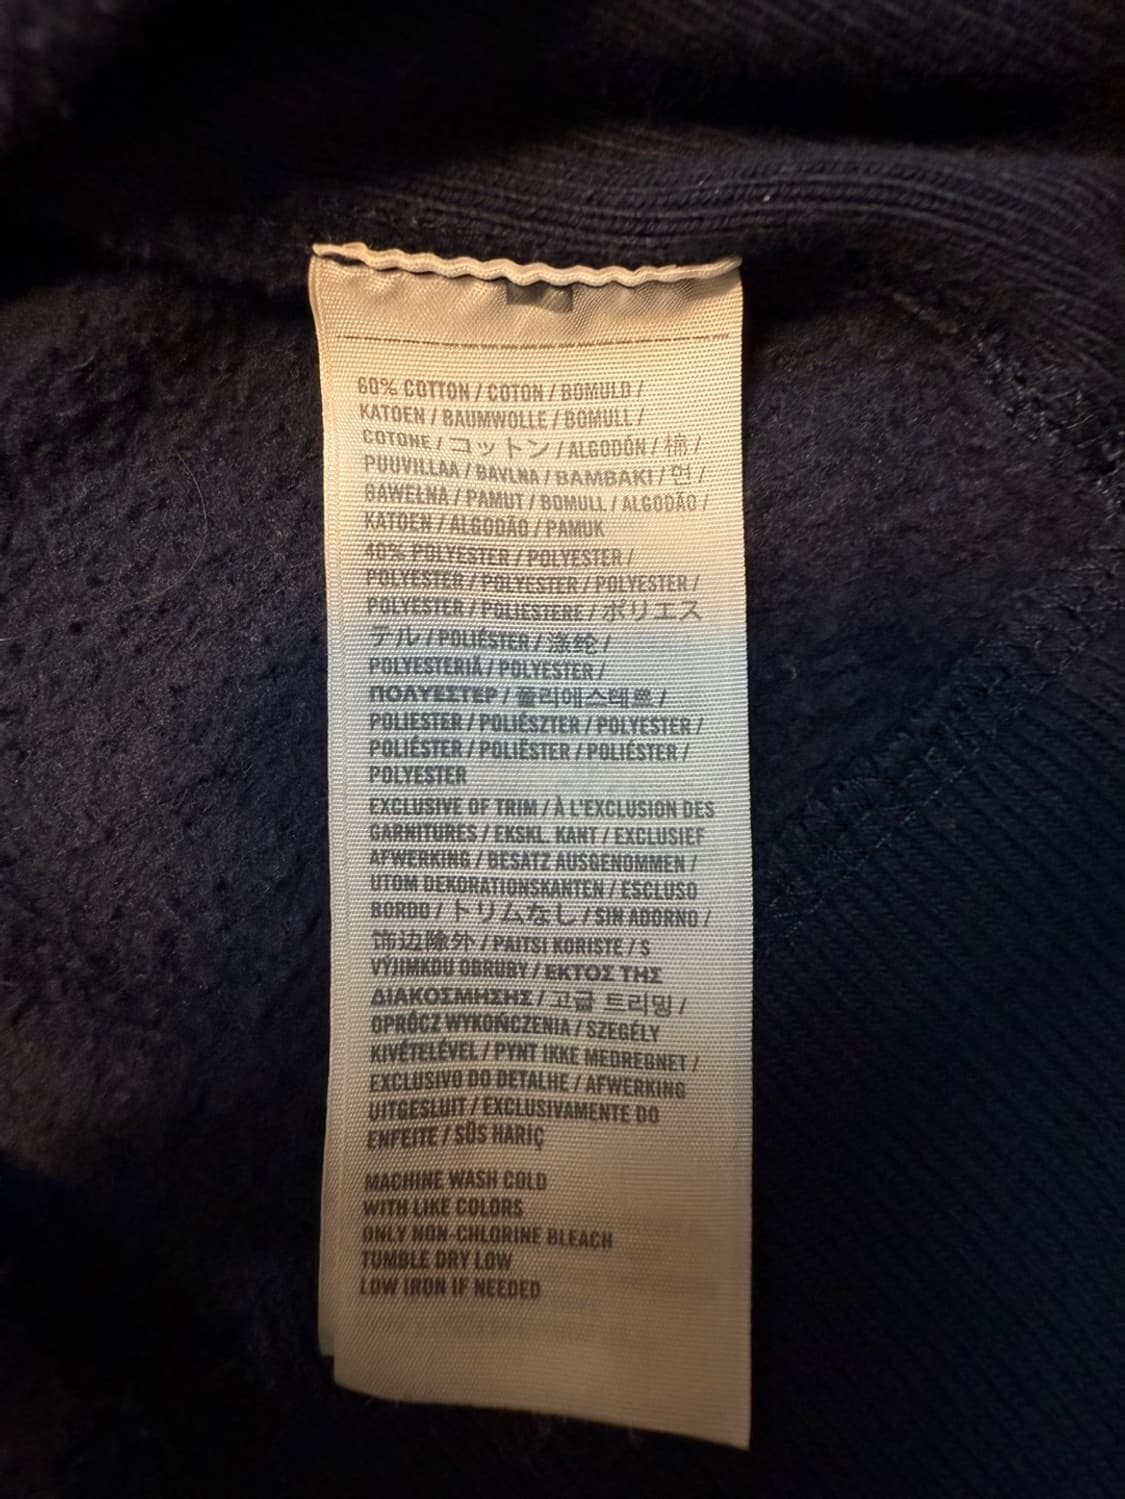 60% COTTON / COTON / BOMULD /
KATOEN / BAUMWOLLE / BOMULL /
COTONE / コットン / ALGODÓN / 棉 /
PUUVILLAA / BAVLNA / BAMBAKI / 면 /
BAWEŁNA / PAMUT / BOMULL / ALGODÃO /
KATOEN / ALGODÃO / PAMUK
40% POLYESTER / POLYESTER /
POLYESTER / POLYESTER / POLYESTER /
POLYESTER / POLIESTERE / ポリエス
テル / POLIÉSTER / 涤纶 /
POLYESTERIÄ / POLYESTER /
ΠΟΛΥΕΣΤΕΡ / 폴리에스테르 /
POLIESTER / POLIÉSZTER / POLYESTER /
POLIÉSTER / POLIËSTER / POLIÉSTER /
POLYESTER
EXCLUSIVE OF TRIM / À L'EXCLUSION DES
GARNITURES / EKSKL. KANT / EXCLUSIEF
AFWERKING / BESATZ AUSGENOMMEN /
UTOM DEKORATIONSKANTEN / ESCLUSO
BORDO / トリムなし / SIN ADORNO /
饰边除外 / PAITSI KORISTE / S
VÝJIMKOU OBRUBY / ΕΚΤΟΣ ΤΗΣ
ΔΙΑΚΟΣΜΗΣΗΣ / 고급 트리밍 /
OPRÓCZ WYKOŃCZENIA / SZEGÉLY
KIVÉTELÉVEL / PYNT IKKE MEDREGNET /
EXCLUSIVO DO DETALHE / AFWERKING
UITGESLUIT / EXCLUSIVAMENTE DO
ENFEITE / SÜS HARIÇ
MACHINE WASH COLD
WITH LIKE COLORS
ONLY NON-CHLORINE BLEACH
TUMBLE DRY LOW
LOW IRON IF NEEDED